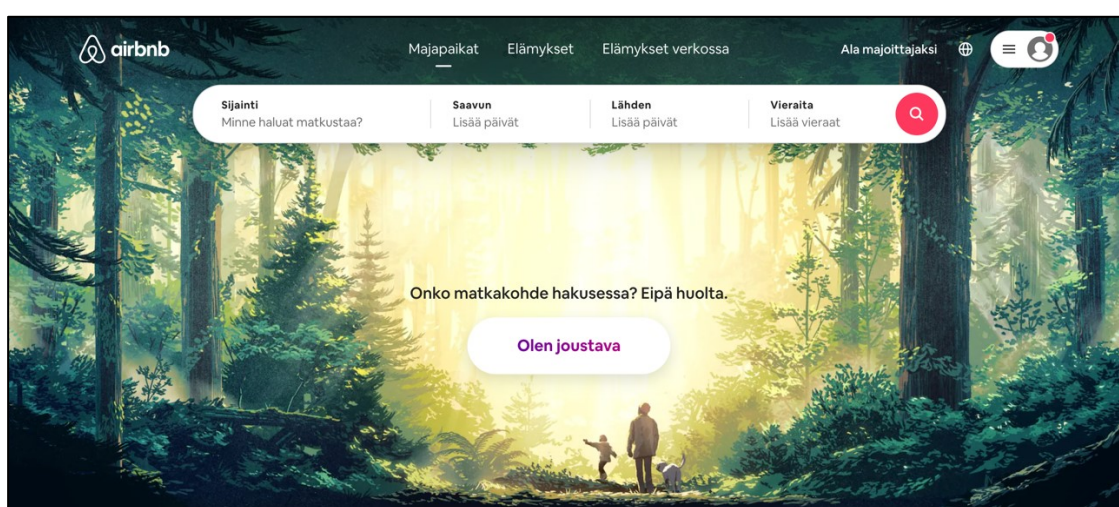 airbnb
Majapaikat Elämykset Elämykset verkossa
Ala majoittajaksi
Sijainti
Minne haluat matkustaa?
Saavun
Lisää päivät
Lähden
Lisää päivät
Vieraita
Lisää vieraat
Onko matkakohde hakusessa? Eipä huolta.
Olen joustava